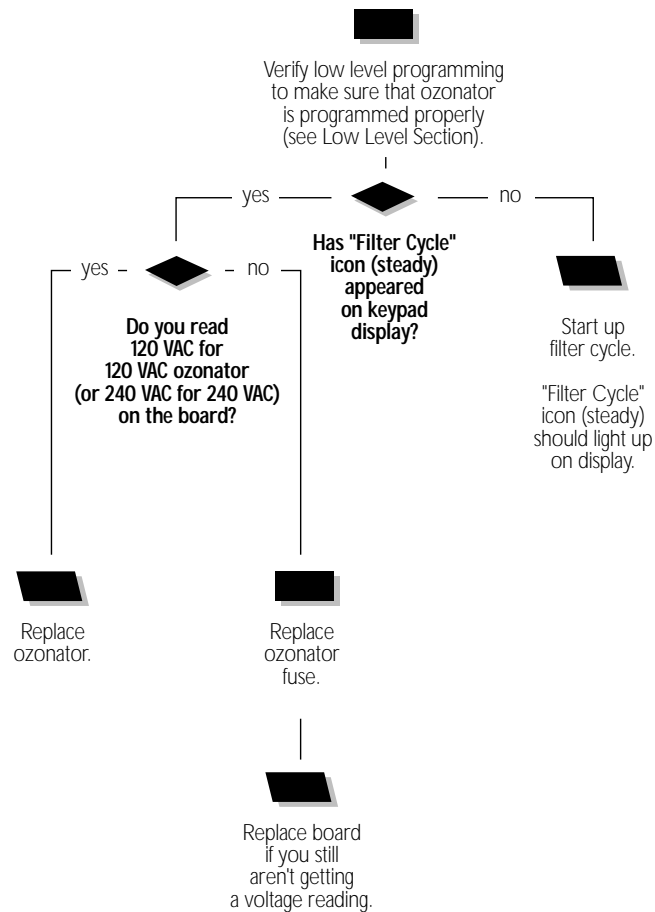 Verify low level programming
to make sure that ozonator
is programmed properly
(see Low Level Section).
yes
no
Has "Filter Cycle"
icon (steady)
appeared
on keypad
display?
yes
no
Do you read
120 VAC for
120 VAC ozonator
(or 240 VAC for 240 VAC)
on the board?
Start up
filter cycle.
"Filter Cycle"
icon (steady)
should light up
on display.
Replace
ozonator.
Replace
ozonator
fuse.
Replace board
if you still
aren't getting
a voltage reading.